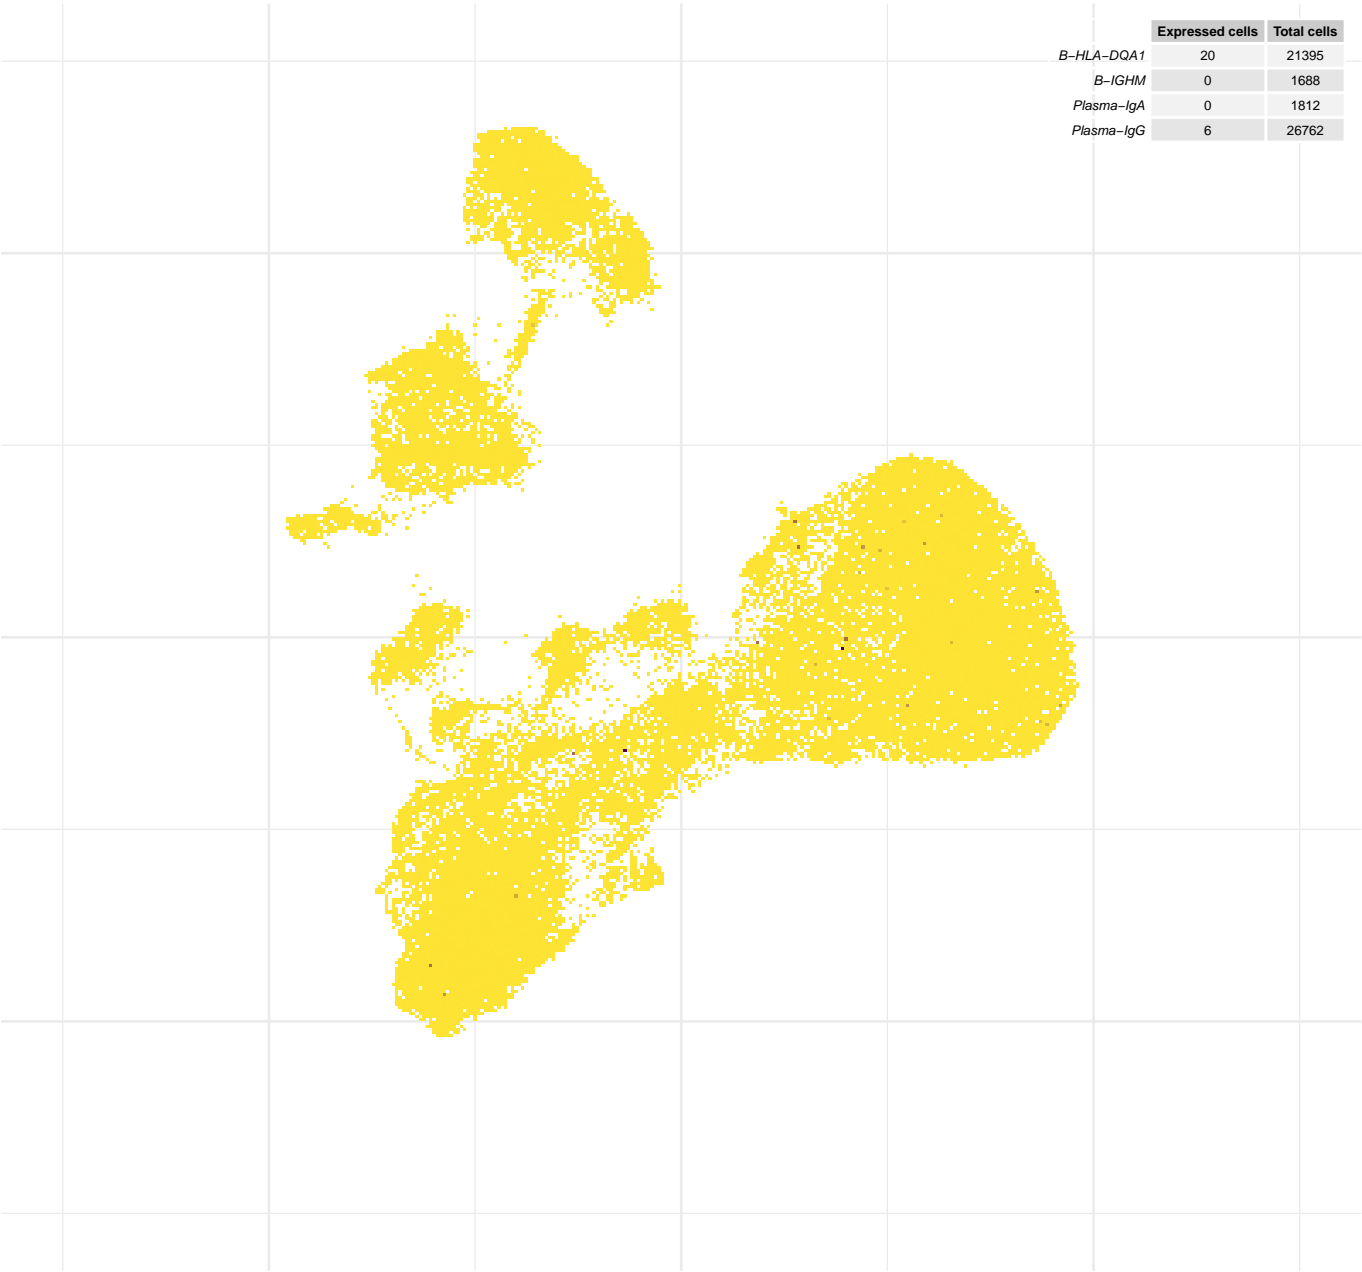 Expressed cells Total cells
B−HLA−DQA1 20 21395
B−IGHM 0 1688
Plasma−IgA 0 1812
Plasma−IgG 6 26762